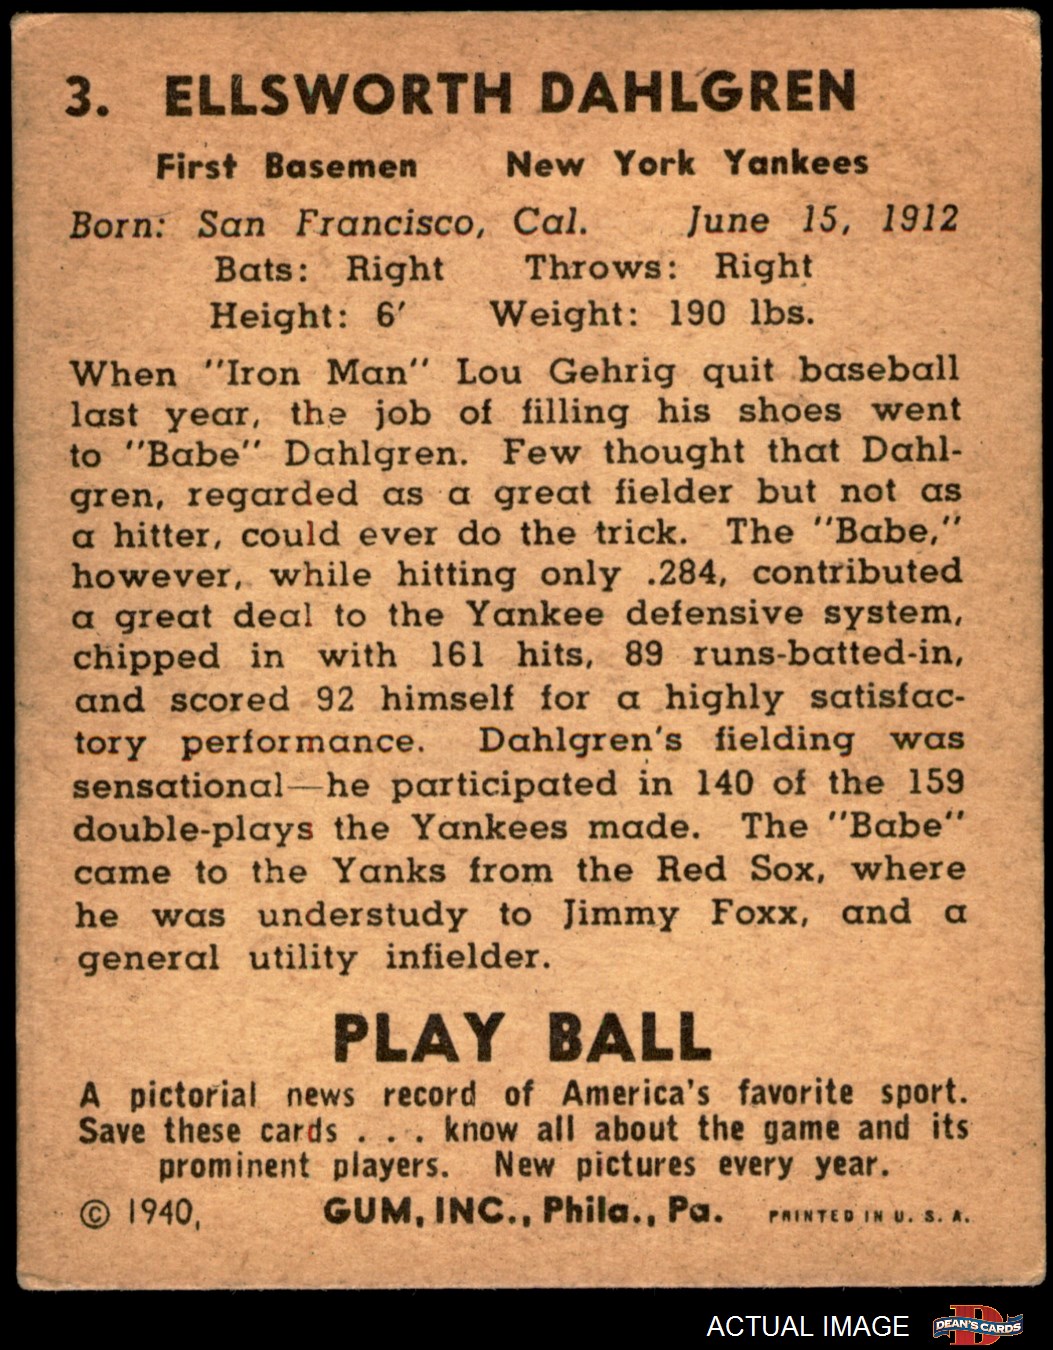 3. ELLSWORTH DAHLGREN
First Basemen New York Yankees
Born: San Francisco, Cal. June 15, 1912
Bats: Right Throws: Right
Height: 6′ Weight: 190 lbs.
When "Iron Man" Lou Gehrig quit baseball
last year, the job of filling his shoes went
to "Babe" Dahlgren. Few thought that Dahl-
gren, regarded as a great fielder but not as
a hitter, could ever do the trick. The "Babe,"
however, while hitting only .284, contributed
a great deal to the Yankee defensive system,
chipped in with 161 hits, 89 runs-batted-in,
and scored 92 himself for a highly satisfac-
tory performance. Dahlgren's fielding was
sensational—he participated in 140 of the 159
double-plays the Yankees made. The "Babe"
came to the Yanks from the Red Sox, where
he was understudy to Jimmy Foxx, and a
general utility infielder.
PLAY BALL
A pictorial news record of America's favorite sport.
Save these cards . . . know all about the game and its
prominent players. New pictures every year.
© 1940, GUM, INC., Phila., Pa. PRINTED IN U. S. A.
ACTUAL IMAGE D DEAN'S CARDS